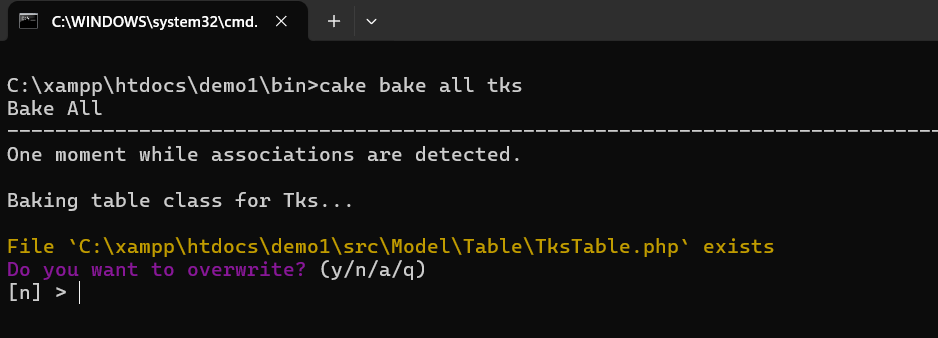 C:\WINDOWS\system32\cmd.
C:\xampp\htdocs\demo1\bin>cake bake all tks
Bake All
-------------------------------------------------------------------------------
One moment while associations are detected.
Baking table class for Tks...
File `C:\xampp\htdocs\demo1\src\Model\Table\TksTable.php` exists
Do you want to overwrite? (y/n/a/q)
[n] >